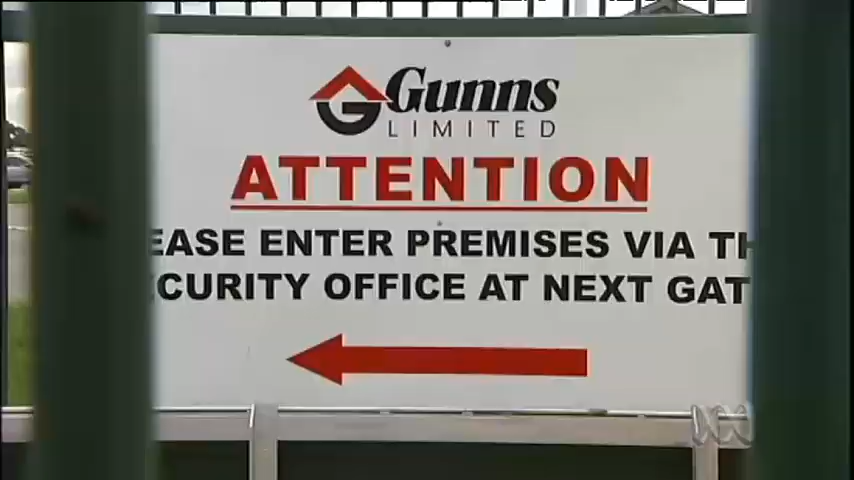 Gunns
LIMITED
ATTENTION
EASE ENTER PREMISES VIA TH
CURITY OFFICE AT NEXT GAT